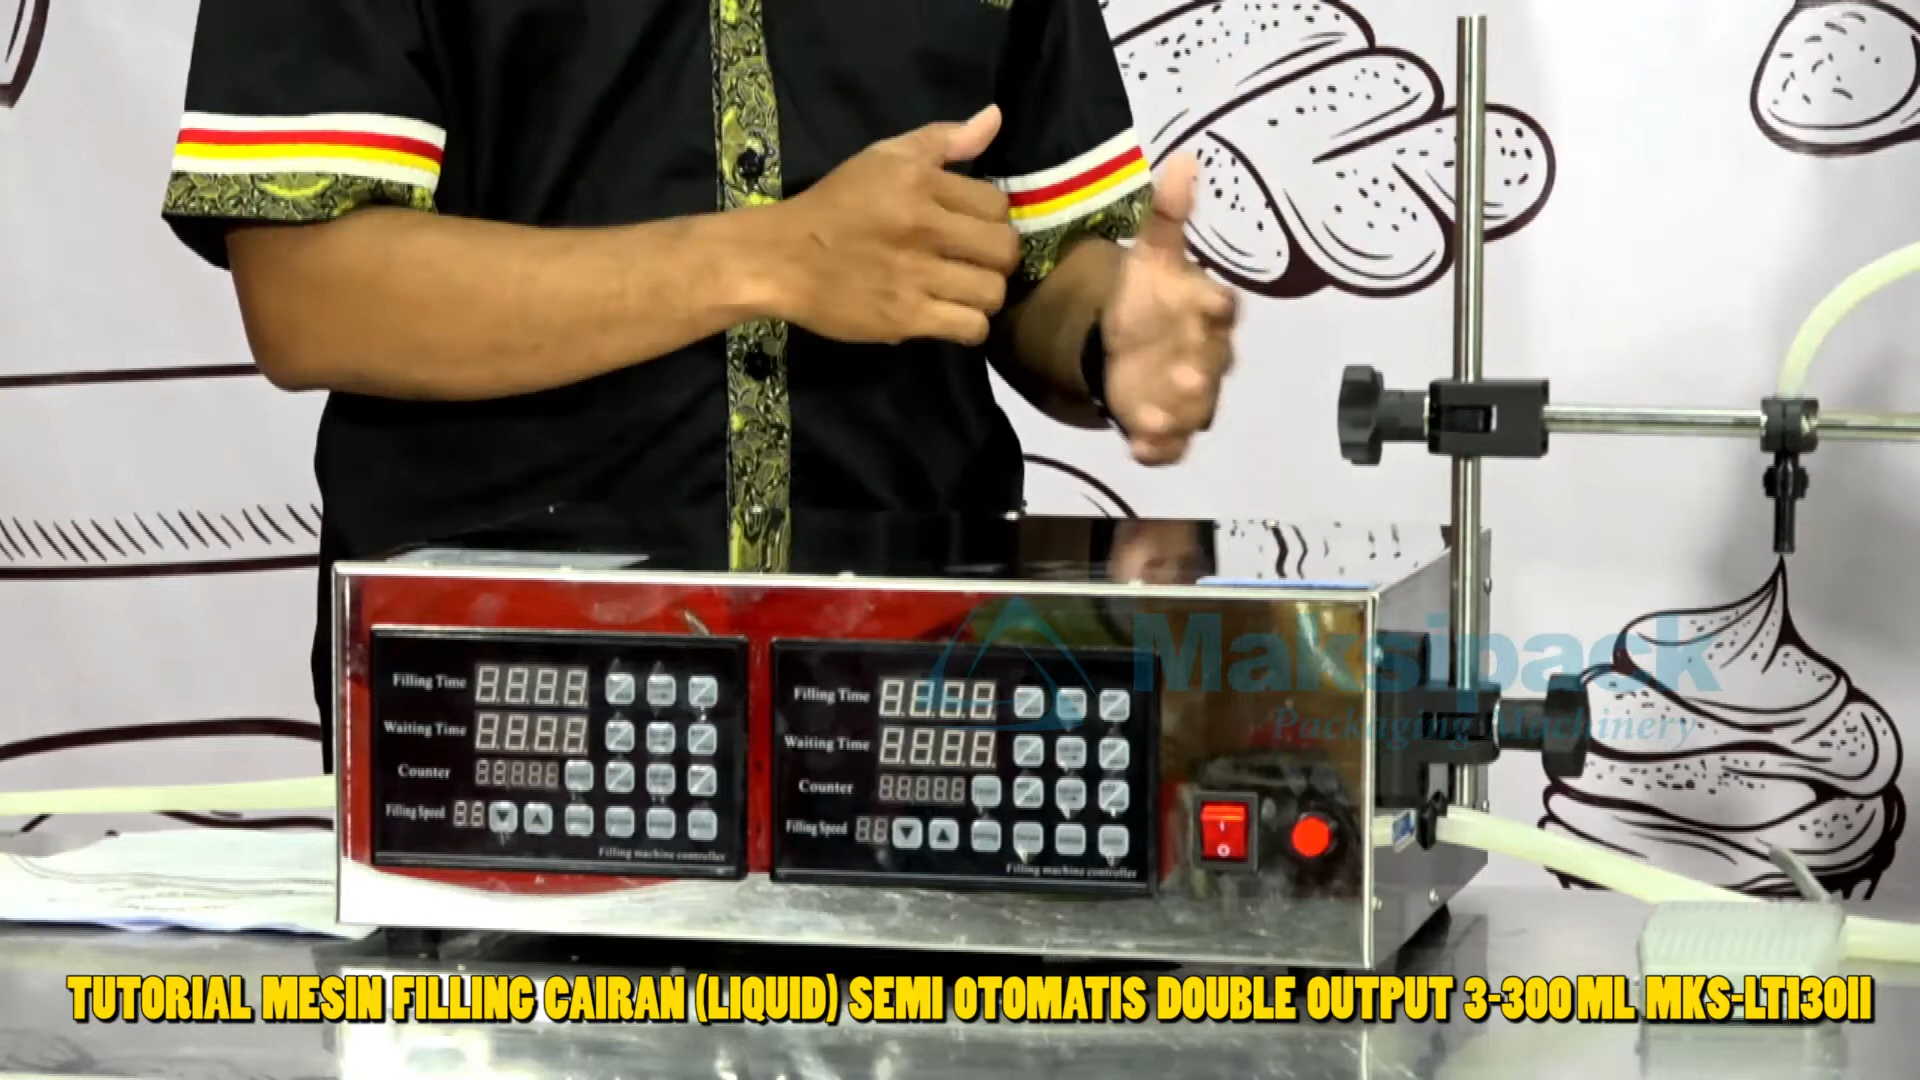 Maksipack
Packaging Machinery
Filling Time
Waiting Time
Counter
Filling Speed
Filling machine controller
Filling Time
Waiting Time
Counter
Filling Speed
Filling machine controller
I
O
TUTORIAL MESIN FILLING CAIRAN (LIQUID) SEMI OTOMATIS DOUBLE OUTPUT 3-300 ML MKS-LT130II